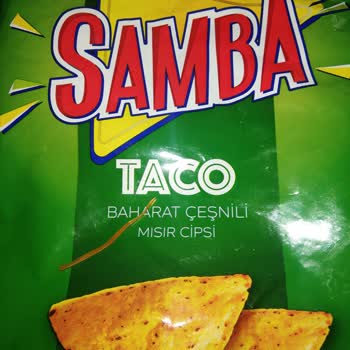 SAMBA
TACO
BAHARAT ÇEŞNİLİ
MISIR CİPSİ